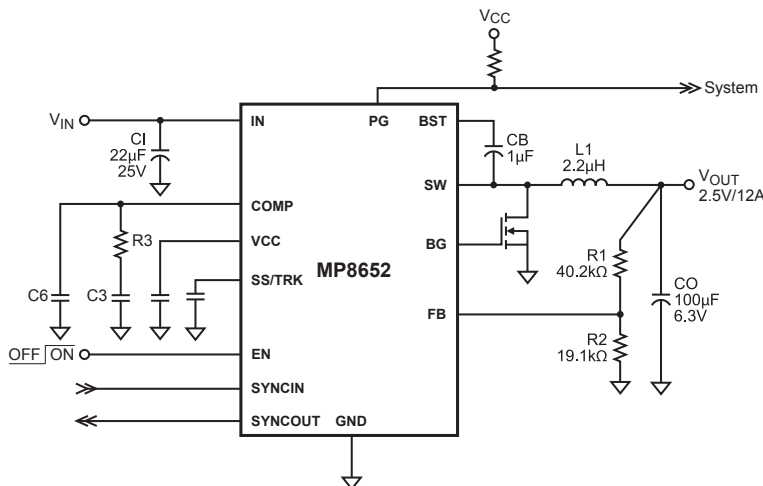 VCC
System
VIN
IN
PG
BST
CI
22µF
25V
CB
1µF
L1
2.2µH
SW
VOUT
2.5V/12A
COMP
R3
VCC
BG
MP8652
R1
40.2kΩ
SS/TRK
C6
C3
CO
100µF
6.3V
FB
R2
19.1kΩ
OFF ON
EN
SYNCIN
SYNCOUT
GND